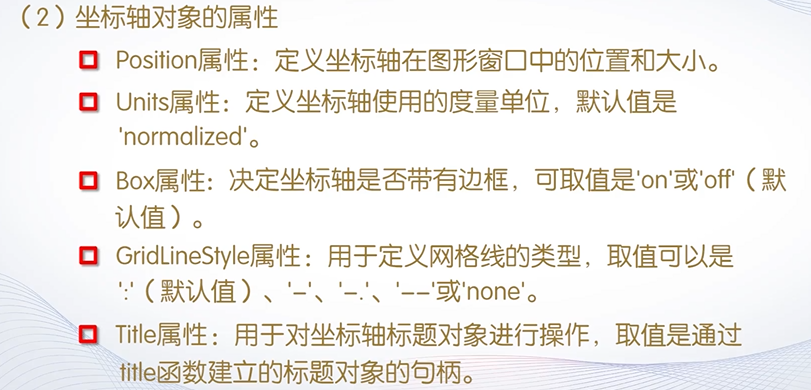 （2）坐标轴对象的属性
Position属性：定义坐标轴在图形窗口中的位置和大小。
Units属性：定义坐标轴使用的度量单位，默认值是
'normalized'。
Box属性：决定坐标轴是否带有边框，可取值是'on'或'off'（默
认值）。
GridLineStyle属性：用于定义网格线的类型，取值可以是
':'（默认值）、'-'、'-.'、'--'或'none'。
Title属性：用于对坐标轴标题对象进行操作，取值是通过
title函数建立的标题对象的句柄。